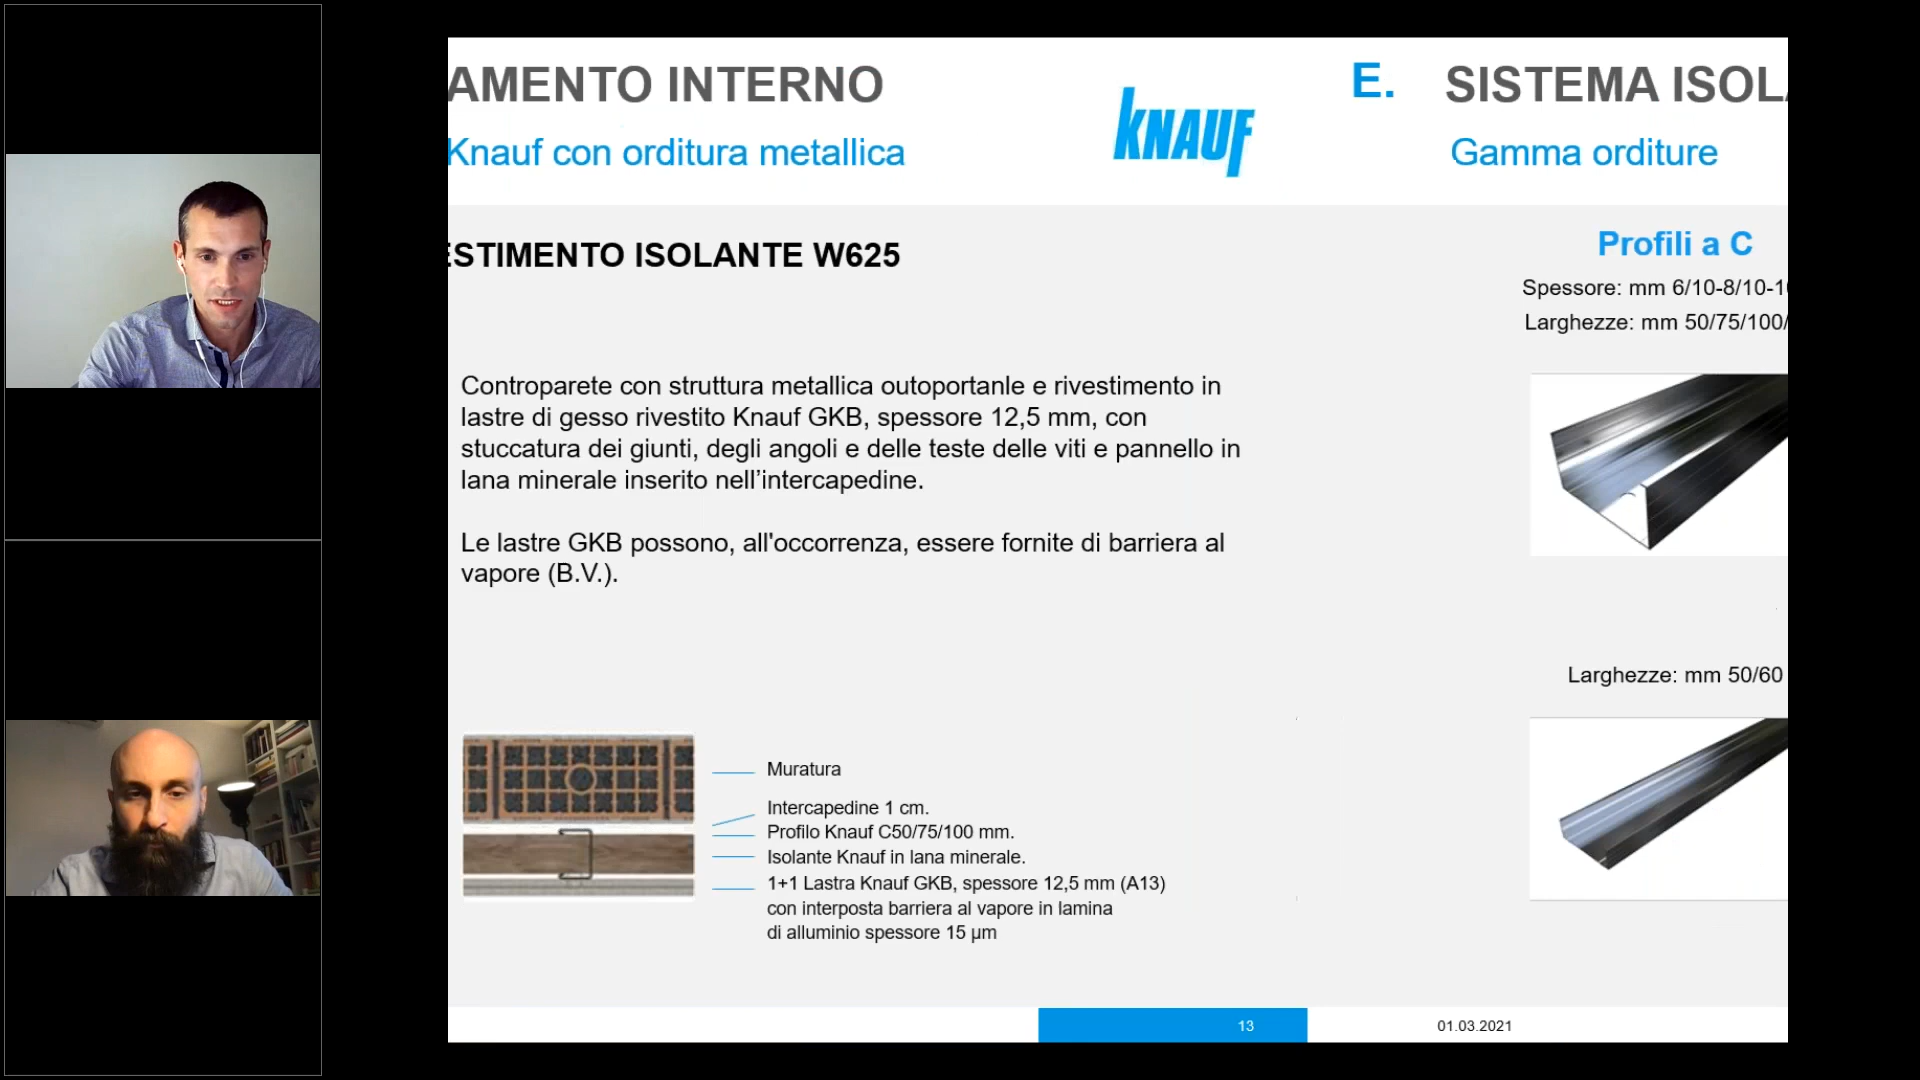 AMENTO INTERNO
Knauf con orditura metallica
KNAUF
ESTIMENTO ISOLANTE W625
Controparete con struttura metallica outoportanle e rivestimento in
lastre di gesso rivestito Knauf GKB, spessore 12,5 mm, con
stuccatura dei giunti, degli angoli e delle teste delle viti e pannello in
lana minerale inserito nell’intercapedine.
Le lastre GKB possono, all'occorrenza, essere fornite di barriera al
vapore (B.V.).
Muratura
Intercapedine 1 cm.
Profilo Knauf C50/75/100 mm.
Isolante Knauf in lana minerale.
1+1 Lastra Knauf GKB, spessore 12,5 mm (A13)
con interposta barriera al vapore in lamina
di alluminio spessore 15 µm
13
E. SISTEMA ISOLA
Gamma orditure
Profili a C
Spessore: mm 6/10-8/10-10
Larghezze: mm 50/75/100/
Larghezze: mm 50/60
01.03.2021